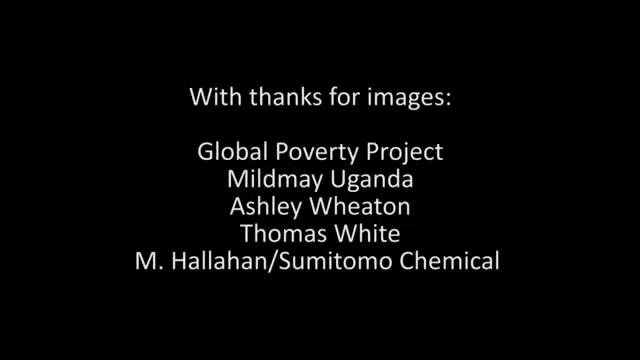 With thanks for images:
Global Poverty Project
Mildmay Uganda
Ashley Wheaton
Thomas White
M. Hallahan/Sumitomo Chemical